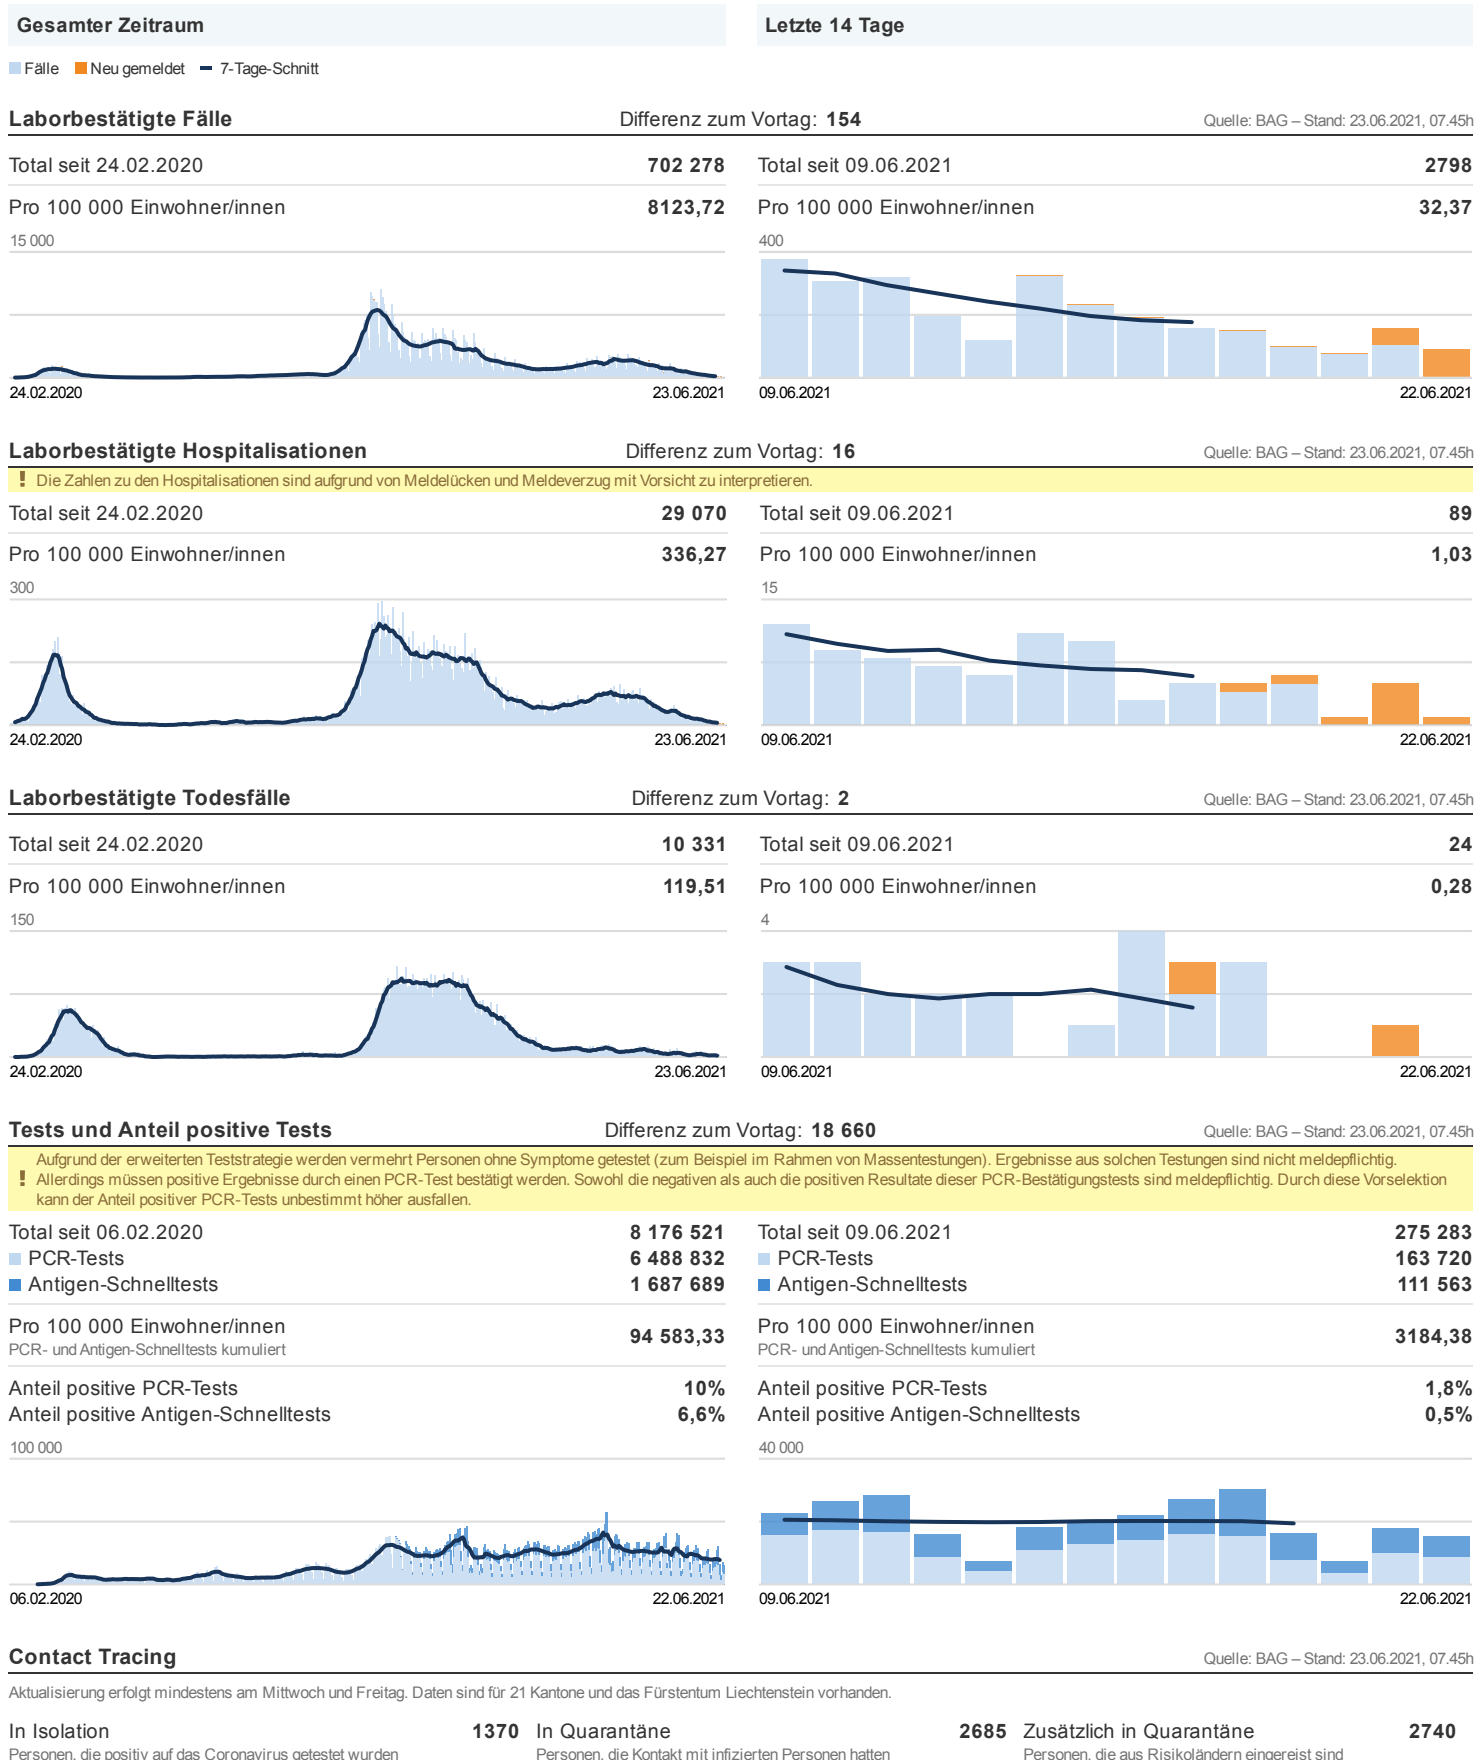 Gesamter Zeitraum
Letzte 14 Tage
Fälle Neu gemeldet 7-Tage-Schnitt
Laborbestätigte Fälle Differenz zum Vortag: 154 Quelle: BAG – Stand: 23.06.2021, 07.45h
Total seit 24.02.2020 702 278
Pro 100 000 Einwohner/innen 8123,72
15 000
24.02.2020 23.06.2021
Total seit 09.06.2021 2798
Pro 100 000 Einwohner/innen 32,37
400
09.06.2021 22.06.2021
Laborbestätigte Hospitalisationen Differenz zum Vortag: 16 Quelle: BAG – Stand: 23.06.2021, 07.45h
! Die Zahlen zu den Hospitalisationen sind aufgrund von Meldelücken und Meldeverzug mit Vorsicht zu interpretieren.
Total seit 24.02.2020 29 070
Pro 100 000 Einwohner/innen 336,27
300
24.02.2020 23.06.2021
Total seit 09.06.2021 89
Pro 100 000 Einwohner/innen 1,03
15
09.06.2021 22.06.2021
Laborbestätigte Todesfälle Differenz zum Vortag: 2 Quelle: BAG – Stand: 23.06.2021, 07.45h
Total seit 24.02.2020 10 331
Pro 100 000 Einwohner/innen 119,51
150
24.02.2020 23.06.2021
Total seit 09.06.2021 24
Pro 100 000 Einwohner/innen 0,28
4
09.06.2021 22.06.2021
Tests und Anteil positive Tests Differenz zum Vortag: 18 660 Quelle: BAG – Stand: 23.06.2021, 07.45h
Aufgrund der erweiterten Teststrategie werden vermehrt Personen ohne Symptome getestet (zum Beispiel im Rahmen von Massentestungen). Ergebnisse aus solchen Testungen sind nicht meldepflichtig.
! Allerdings müssen positive Ergebnisse durch einen PCR-Test bestätigt werden. Sowohl die negativen als auch die positiven Resultate dieser PCR-Bestätigungstests sind meldepflichtig. Durch diese Vorselektion
kann der Anteil positiver PCR-Tests unbestimmt höher ausfallen.
Total seit 06.02.2020 8 176 521
PCR-Tests 6 488 832
Antigen-Schnelltests 1 687 689
Pro 100 000 Einwohner/innen 94 583,33
PCR- und Antigen-Schnelltests kumuliert
Anteil positive PCR-Tests 10%
Anteil positive Antigen-Schnelltests 6,6%
100 000
06.02.2020 22.06.2021
Total seit 09.06.2021 275 283
PCR-Tests 163 720
Antigen-Schnelltests 111 563
Pro 100 000 Einwohner/innen 3184,38
PCR- und Antigen-Schnelltests kumuliert
Anteil positive PCR-Tests 1,8%
Anteil positive Antigen-Schnelltests 0,5%
40 000
09.06.2021 22.06.2021
Contact Tracing Quelle: BAG – Stand: 23.06.2021, 07.45h
Aktualisierung erfolgt mindestens am Mittwoch und Freitag. Daten sind für 21 Kantone und das Fürstentum Liechtenstein vorhanden.
In Isolation 1370 In Quarantäne 2685 Zusätzlich in Quarantäne 2740
Personen, die positiv auf das Coronavirus getestet wurden Personen, die Kontakt mit infizierten Personen hatten Personen, die aus Risikoländern eingereist sind